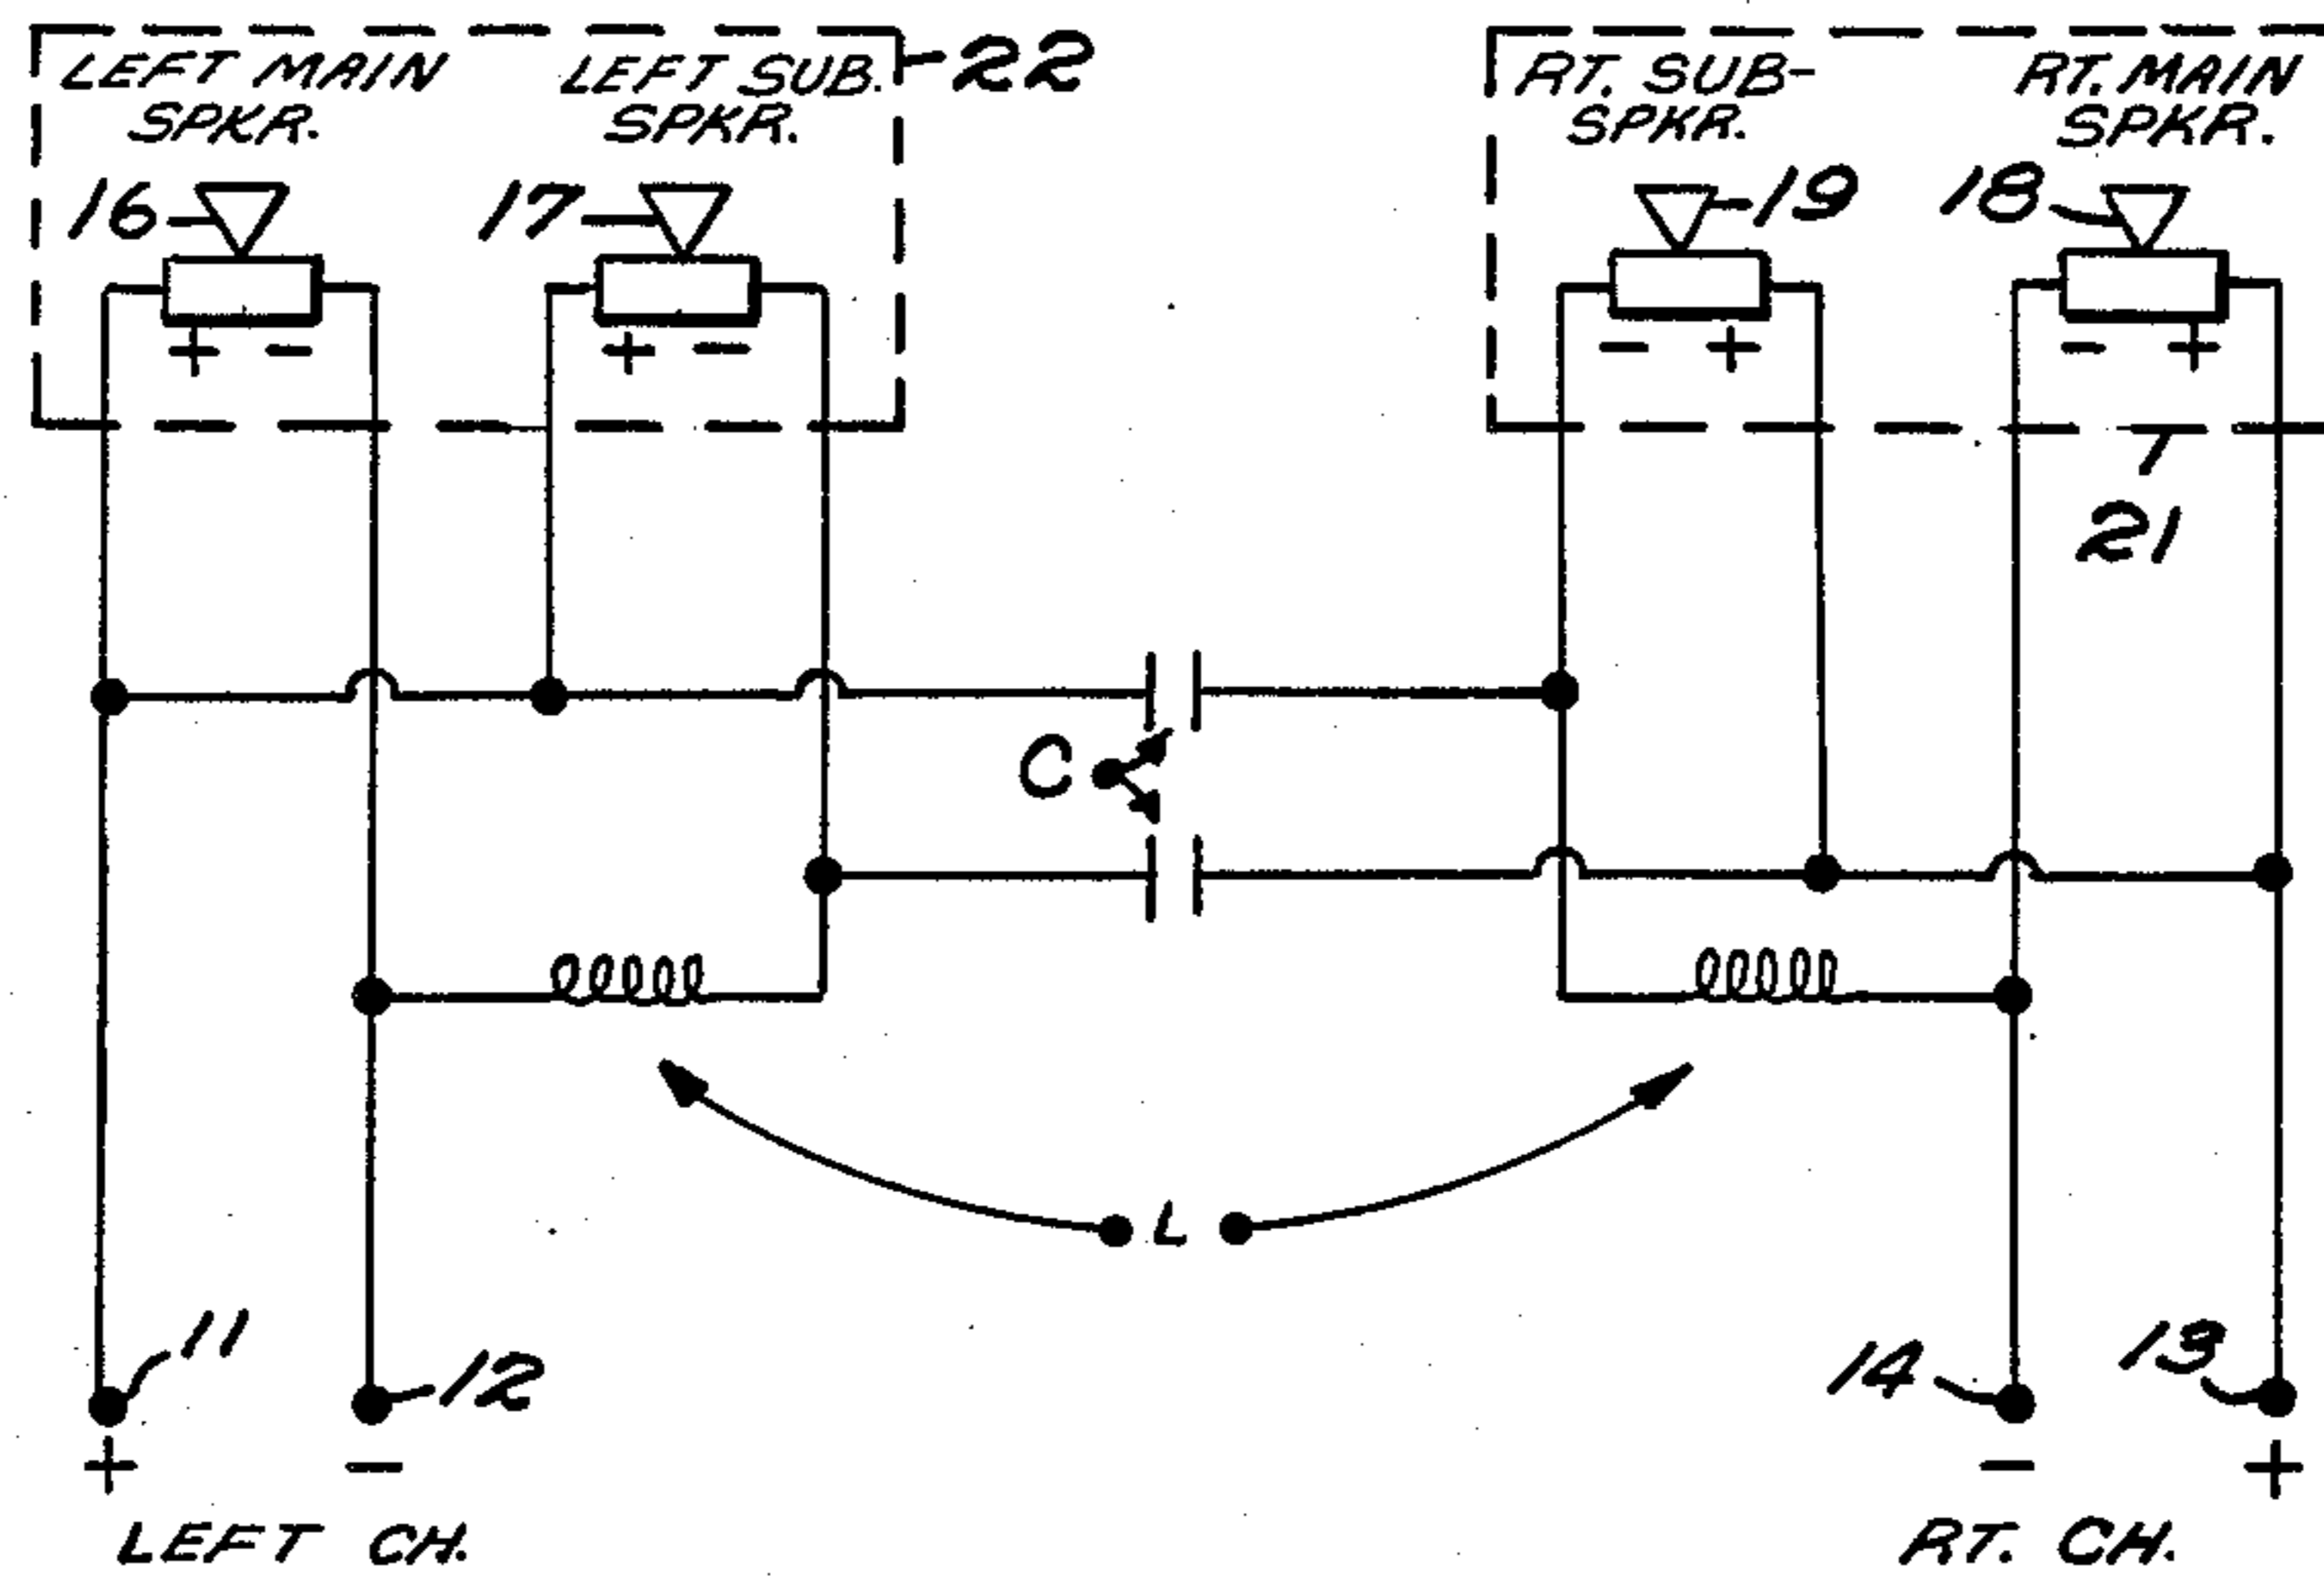 LEFT MAIN
SPKR.
LEFT SUB.
SPKR.
22
RT. SUB-
SPKR.
RT. MAIN
SPKR.
16
17
19
18
+ -
+ -
- +
- +
21
C
L
11
12
14
13
+
-
-
+
LEFT CH.
RT. CH.